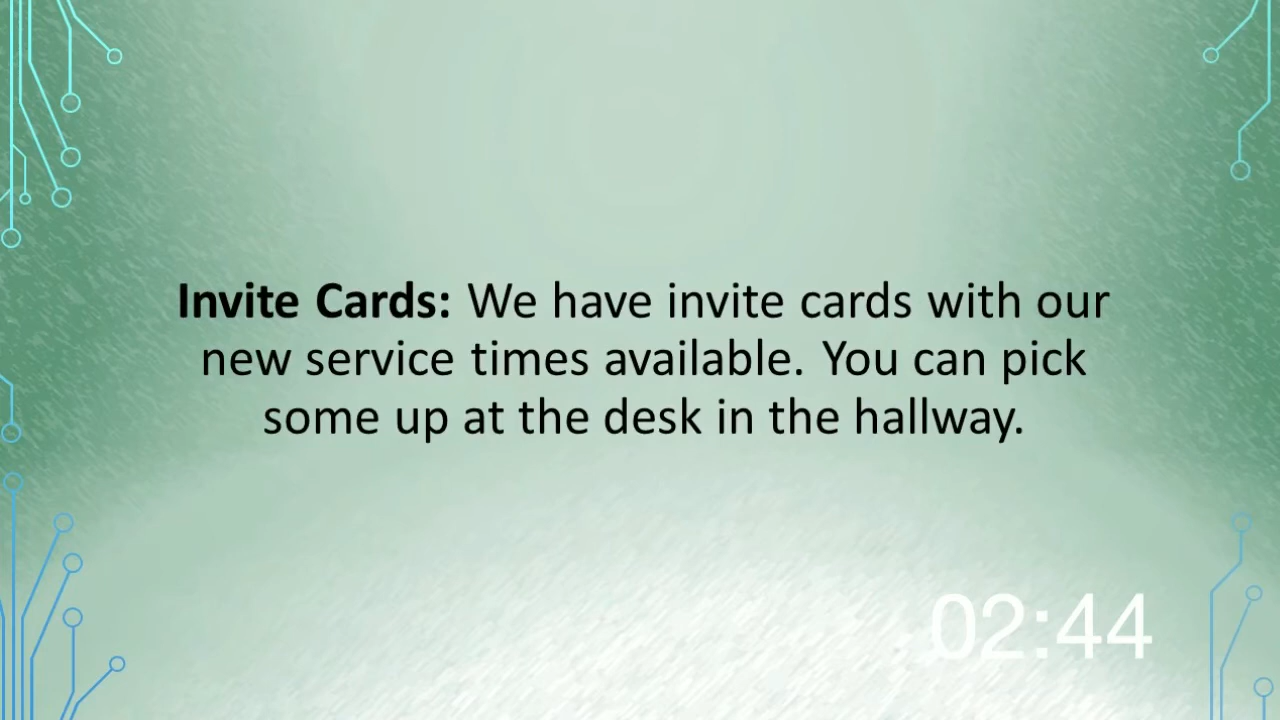 Invite Cards: We have invite cards with our
new service times available. You can pick
some up at the desk in the hallway.
02:44